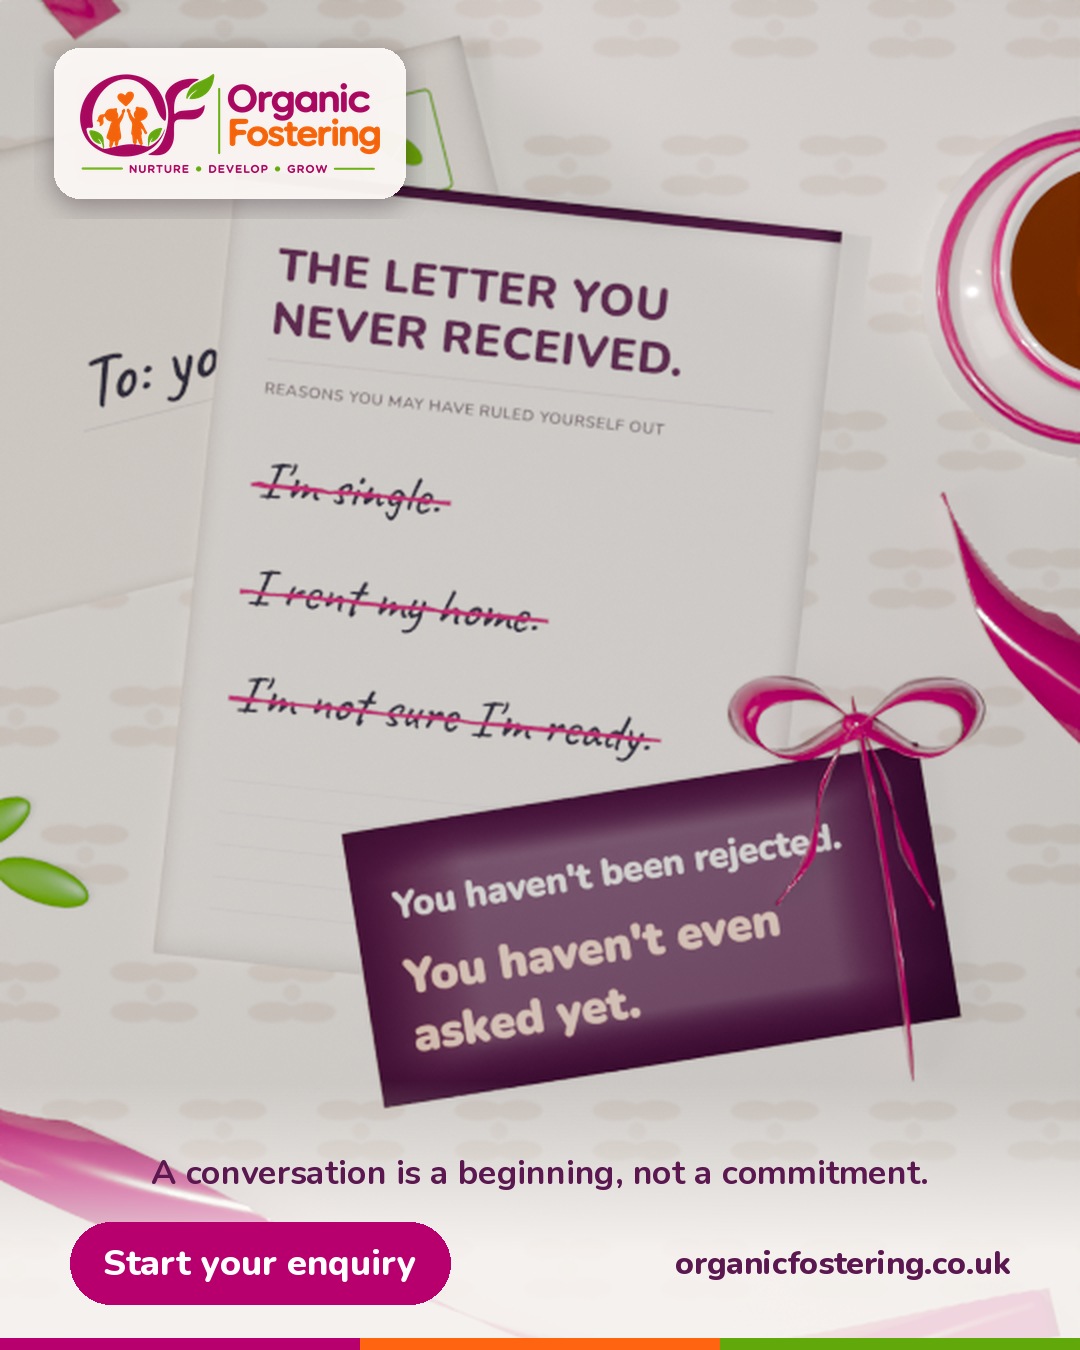 Organic
Fostering
NURTURE • DEVELOP • GROW
THE LETTER YOU
NEVER RECEIVED.
REASONS YOU MAY HAVE RULED YOURSELF OUT
To: yo
I'm single.
I rent my home.
I'm not sure I'm ready.
You haven't been rejected.
You haven't even
asked yet.
A conversation is a beginning, not a commitment.
Start your enquiry
organicfostering.co.uk